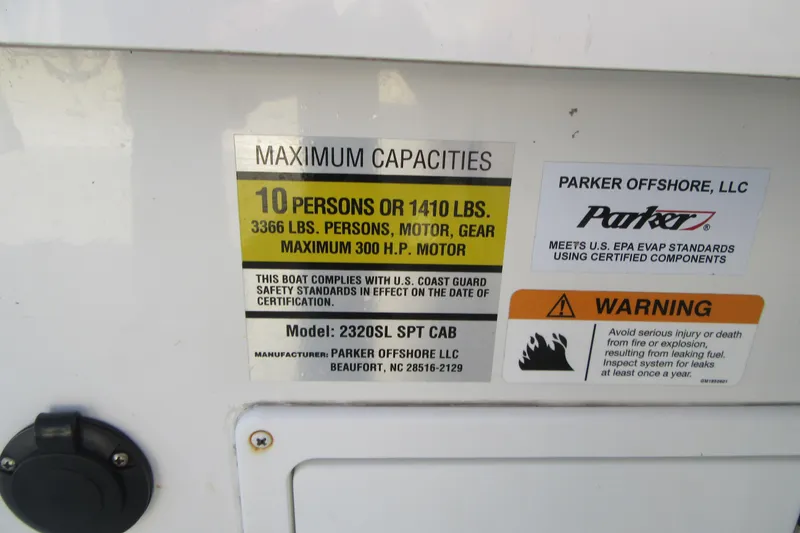 MAXIMUM CAPACITIES
10 PERSONS OR 1410 LBS.
3366 LBS. PERSONS, MOTOR, GEAR
MAXIMUM 300 H.P. MOTOR
THIS BOAT COMPLIES WITH U.S. COAST GUARD
SAFETY STANDARDS IN EFFECT ON THE DATE OF
CERTIFICATION.
Model: 2320SL SPT CAB
MANUFACTURER: PARKER OFFSHORE LLC
BEAUFORT, NC 28516-2129
PARKER OFFSHORE, LLC
Parker®
MEETS U.S. EPA EVAP STANDARDS
USING CERTIFIED COMPONENTS
WARNING
Avoid serious injury or death
from fire or explosion,
resulting from leaking fuel.
Inspect system for leaks
at least once a year.